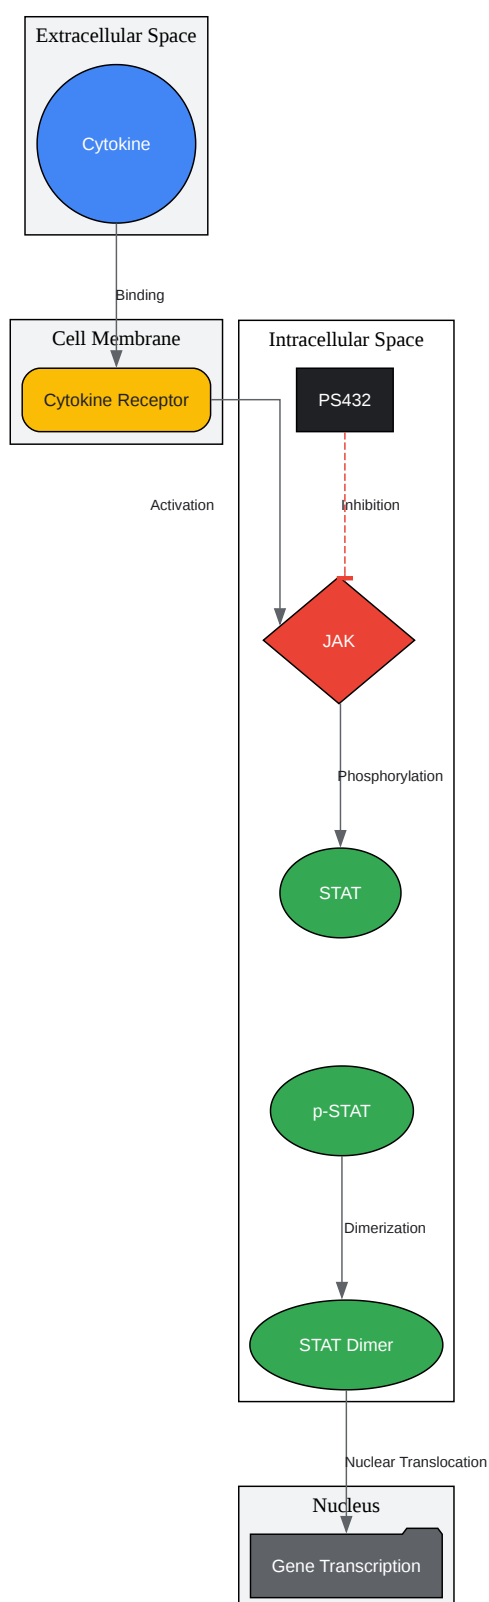 Extracellular Space
Cytokine
Binding
Cell Membrane
Cytokine Receptor
Intracellular Space
PS432
Activation
Inhibition
JAK
Phosphorylation
STAT
p-STAT
Dimerization
STAT Dimer
Nuclear Translocation
Nucleus
Gene Transcription